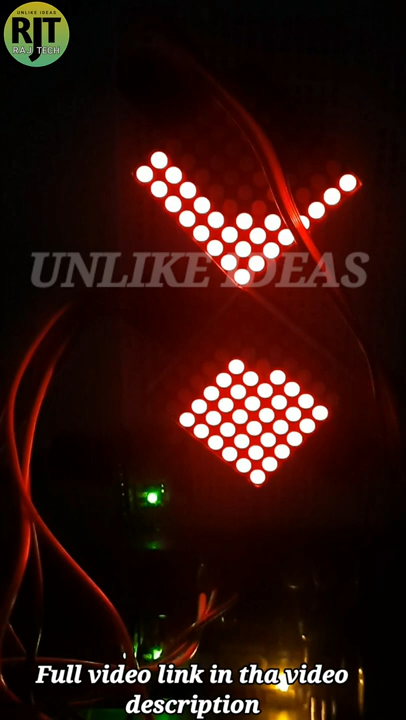 UNLIKE IDEAS
RJT
RAJ TECH
UNLIKE IDEAS
Full video link in tha video
description